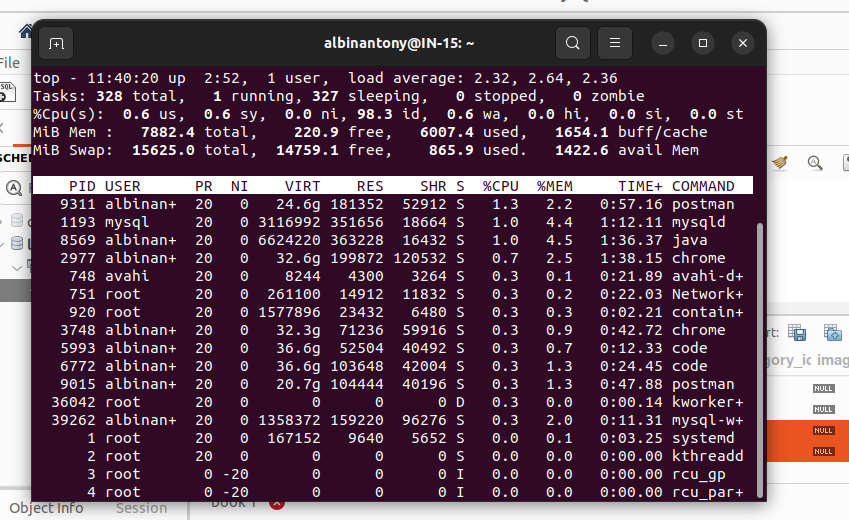 albinantony@IN-15: ~
File
top - 11:40:20 up  2:52,  1 user,  load average: 2.32, 2.64, 2.36
Tasks: 328 total,   1 running, 327 sleeping,   0 stopped,   0 zombie
%Cpu(s):  0.6 us,  0.6 sy,  0.0 ni, 98.3 id,  0.6 wa,  0.0 hi,  0.0 si,  0.0 st
MiB Mem :   7882.4 total,    220.9 free,   6007.4 used,   1654.1 buff/cache
MiB Swap:  15625.0 total,  14759.1 free,    865.9 used.   1422.6 avail Mem
SCHEM
PID USER      PR  NI    VIRT    RES    SHR S  %CPU  %MEM     TIME+ COMMAND
9311 albinan+  20   0   24.6g 181352  52912 S   1.3   2.2   0:57.16 postman
1193 mysql     20   0 3116992 351656  18664 S   1.0   4.4   1:12.11 mysqld
8569 albinan+  20   0 6624220 363228  16432 S   1.0   4.5   1:36.37 java
2977 albinan+  20   0   32.6g 199872 120532 S   0.7   2.5   1:38.15 chrome
748 avahi     20   0    8244   4300   3264 S   0.3   0.1   0:21.89 avahi-d+
751 root      20   0  261100  14912  11832 S   0.3   0.2   0:22.03 Network+
920 root      20   0 1577896  23432   6480 S   0.3   0.3   0:02.21 contain+
3748 albinan+  20   0   32.3g  71236  59916 S   0.3   0.9   0:42.72 chrome
5993 albinan+  20   0   36.6g  52504  40492 S   0.3   0.7   0:12.33 code
6772 albinan+  20   0   36.6g 103648  42004 S   0.3   1.3   0:24.45 code
9015 albinan+  20   0   20.7g 104444  40196 S   0.3   1.3   0:47.88 postman
36042 root      20   0       0      0      0 D   0.3   0.0   0:00.14 kworker+
39262 albinan+  20   0 1358372 159220  96276 S   0.3   2.0   0:11.31 mysql-w+
1 root      20   0  167152   9640   5652 S   0.0   0.1   0:03.25 systemd
2 root      20   0       0      0      0 S   0.0   0.0   0:00.00 kthreadd
3 root       0 -20       0      0      0 I   0.0   0.0   0:00.00 rcu_gp
4 root       0 -20       0      0      0 I   0.0   0.0   0:00.00 rcu_par+
rt:
gory_ic imag
NULL
NULL
NULL
NULL
Object Info Session